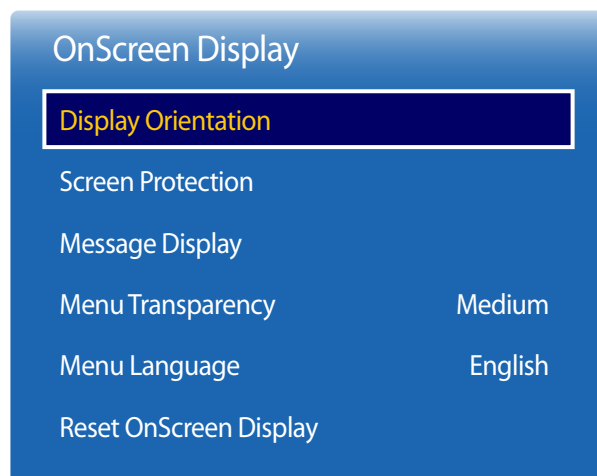 OnScreen Display
Display Orientation
Screen Protection
Message Display
Menu Transparency Medium
Menu Language English
Reset OnScreen Display